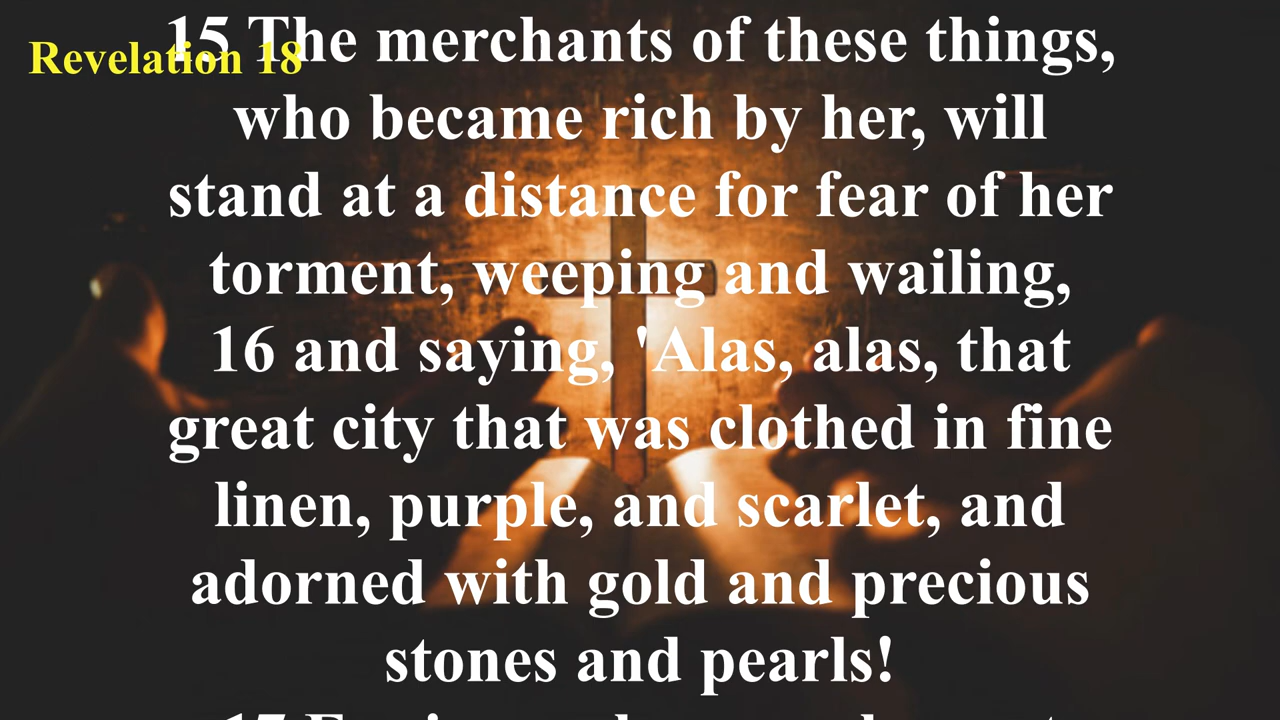 Revelation 18
15 The merchants of these things,
who became rich by her, will
stand at a distance for fear of her
torment, weeping and wailing,
16 and saying, 'Alas, alas, that
great city that was clothed in fine
linen, purple, and scarlet, and
adorned with gold and precious
stones and pearls!